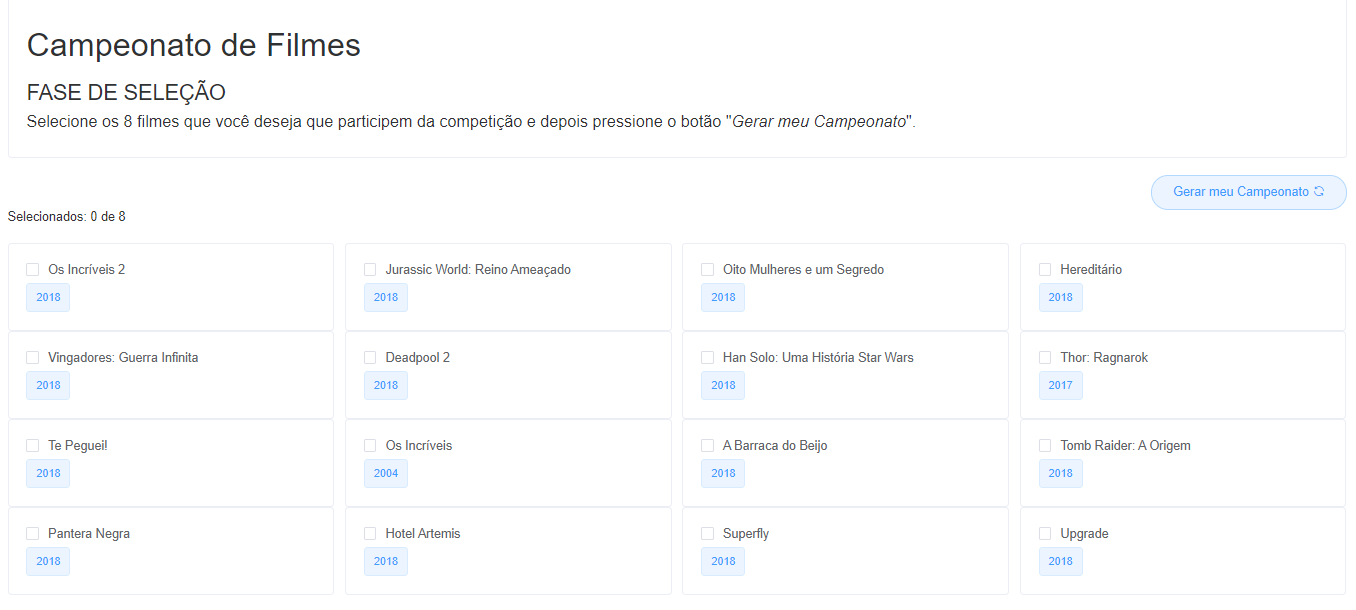 Campeonato de Filmes
FASE DE SELEÇÃO
Selecione os 8 filmes que você deseja que participem da competição e depois pressione o botão "Gerar meu Campeonato".
Gerar meu Campeonato
Selecionados: 0 de 8
Os Incríveis 2
2018
Jurassic World: Reino Ameaçado
2018
Oito Mulheres e um Segredo
2018
Hereditário
2018
Vingadores: Guerra Infinita
2018
Deadpool 2
2018
Han Solo: Uma História Star Wars
2018
Thor: Ragnarok
2017
Te Peguei!
2018
Os Incríveis
2004
A Barraca do Beijo
2018
Tomb Raider: A Origem
2018
Pantera Negra
2018
Hotel Artemis
2018
Superfly
2018
Upgrade
2018